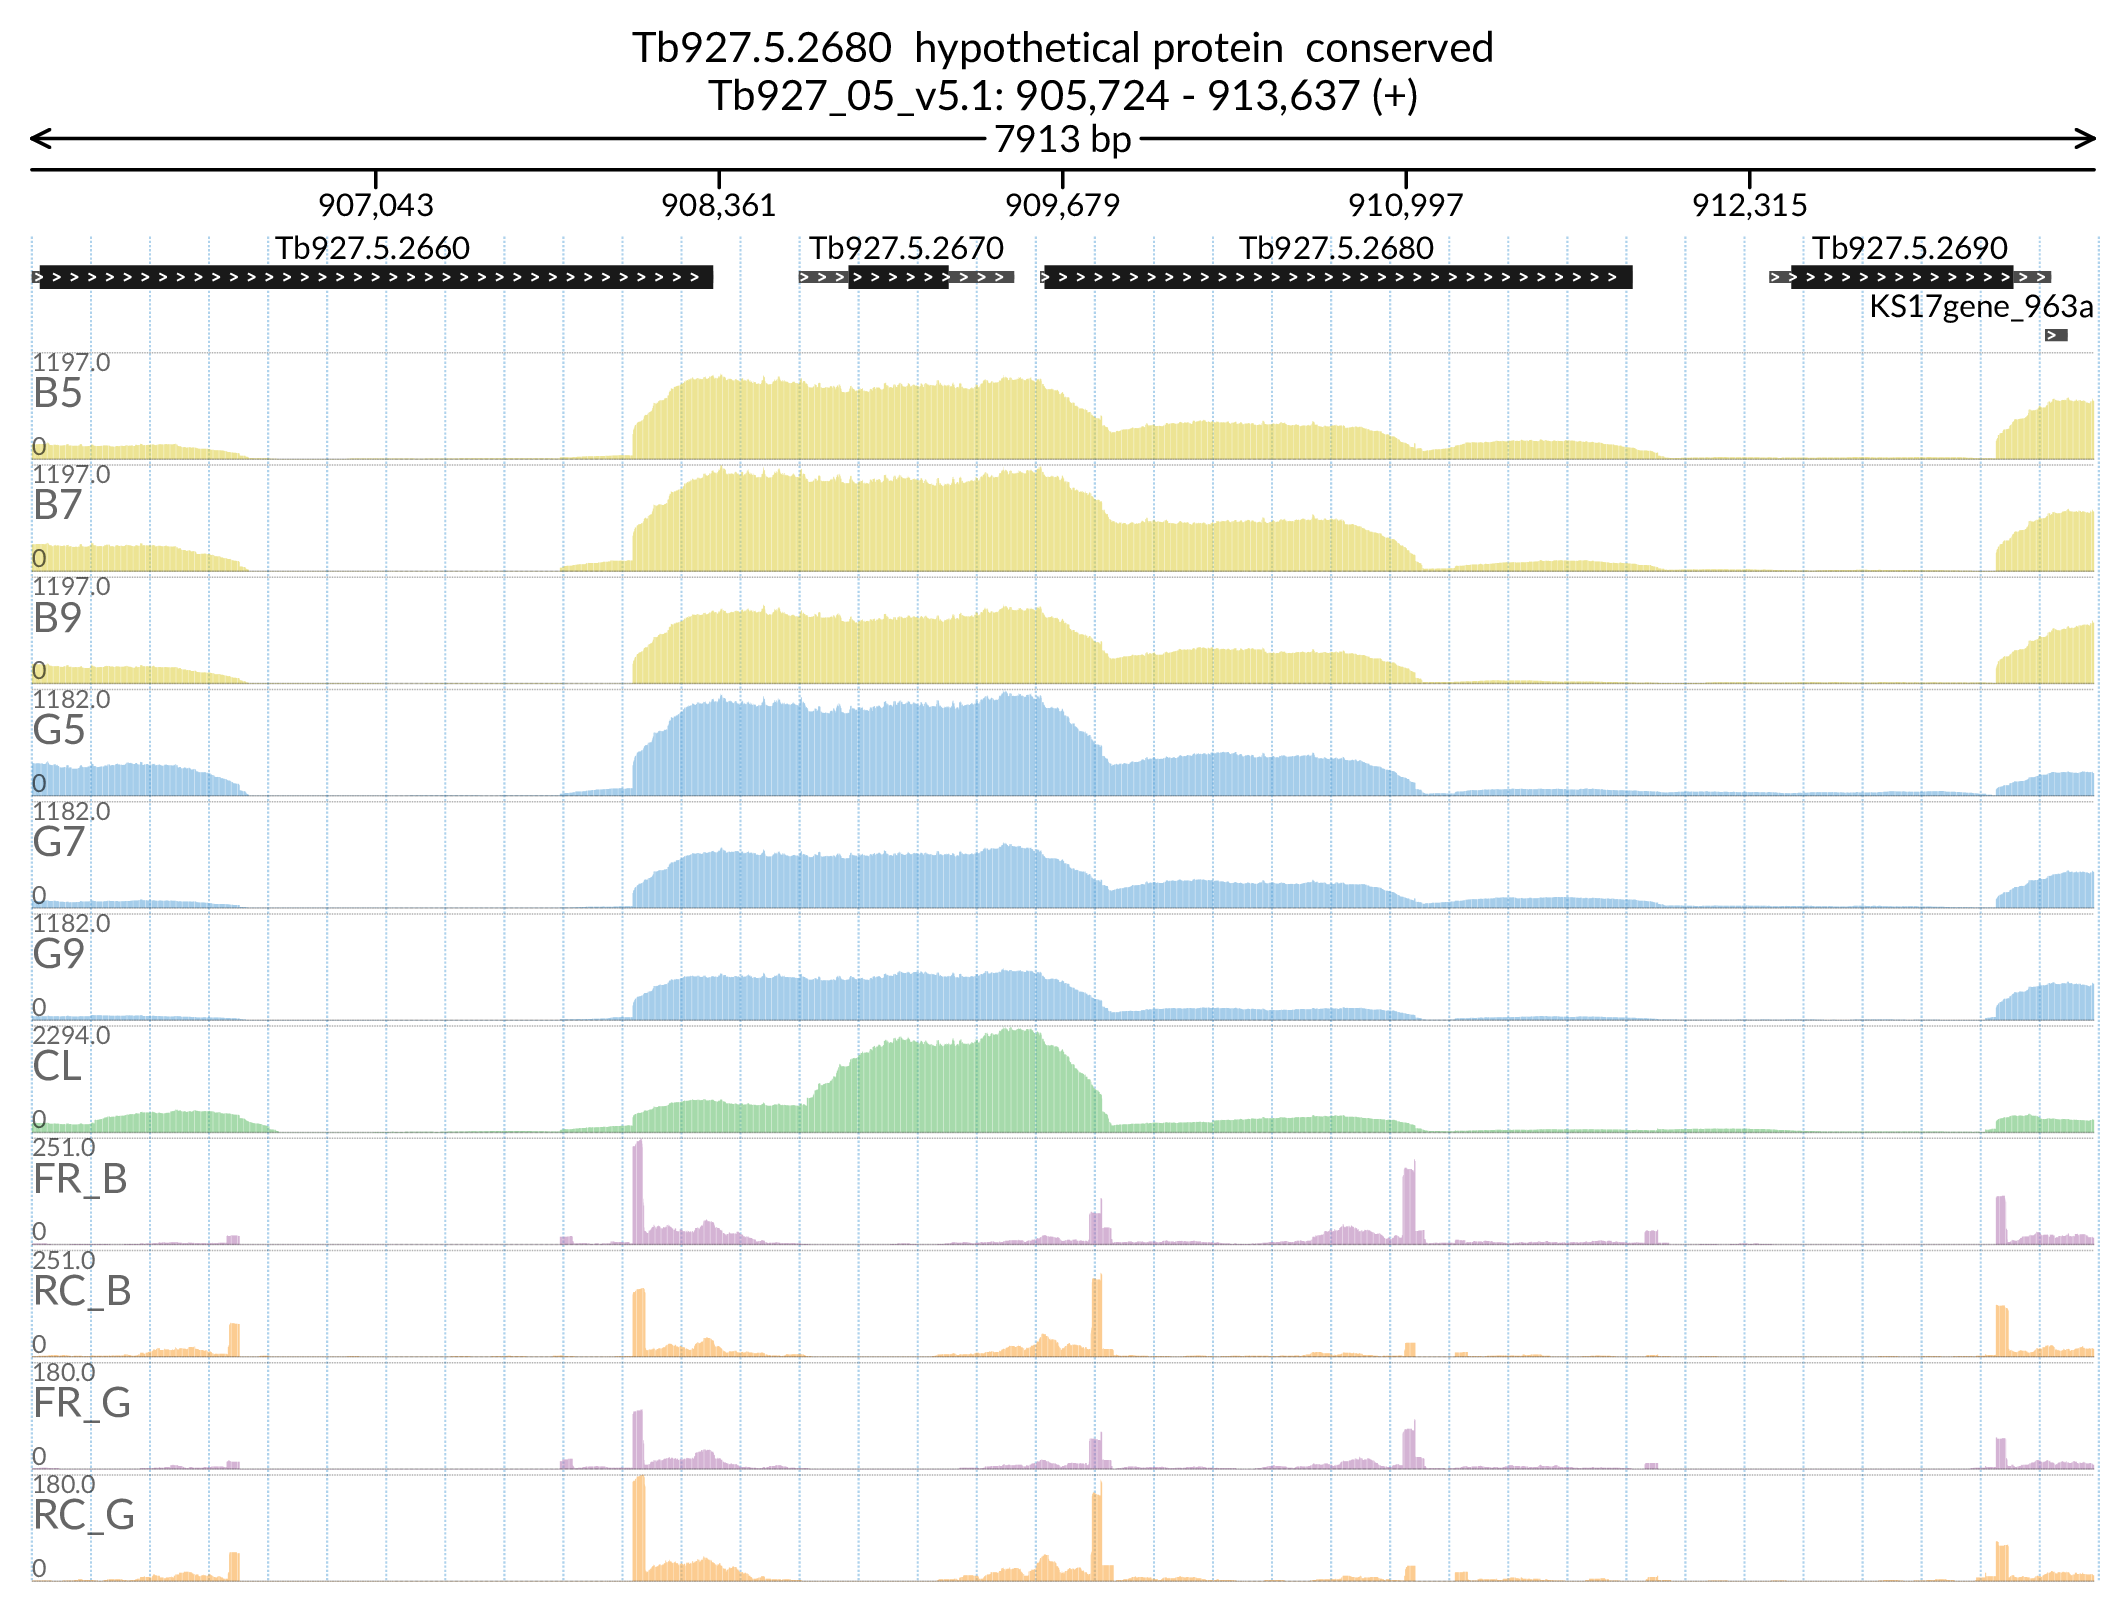 Tb927.5.2680 hypothetical protein conserved
Tb927_05_v5.1: 905,724 - 913,637 (+)
7913 bp
907,043 908,361 909,679 910,997 912,315
Tb927.5.2660 Tb927.5.2670 Tb927.5.2680 Tb927.5.2690
KS17gene_963a
1197.0
B5
0
1197.0
B7
0
1197.0
B9
0
1182.0
G5
0
1182.0
G7
0
1182.0
G9
0
2294.0
CL
0
251.0
FR_B
0
251.0
RC_B
0
180.0
FR_G
0
180.0
RC_G
0